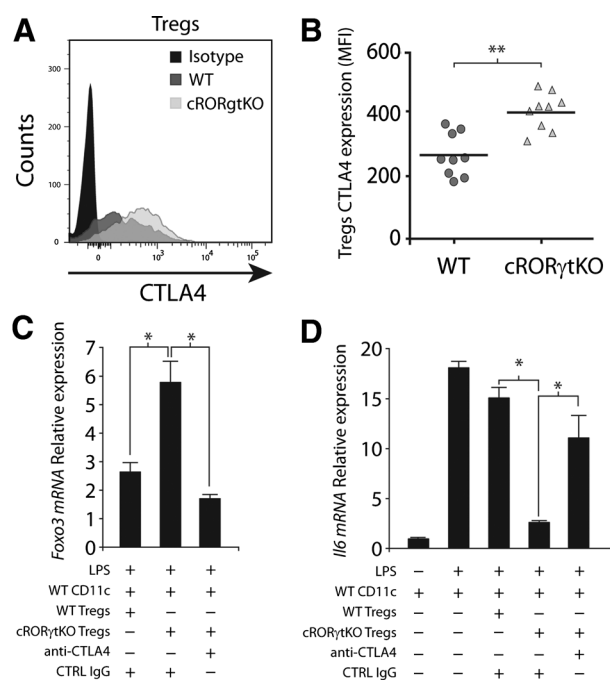 A
Tregs
Isotype
WT
cRORgtKO
Counts
300
200
100
0
0 10³ 10⁴ 10⁵
CTLA4
B
Tregs CTLA4 expression (MFI)
600
400
200
0
**
WT cRORγtKO
C
Foxo3 mRNA Relative expression
7
6
5
4
3
2
1
0
* *
LPS + + +
WT CD11c + + +
WT Tregs + – –
cRORγtKO Tregs – + +
anti-CTLA4 – – +
CTRL IgG + + –
D
Il6 mRNA Relative expression
20
15
10
5
0
* *
LPS – + + + +
WT CD11c + + + + +
WT Tregs – – + – –
cRORγtKO Tregs – – – + +
anti-CTLA4 – – – – +
CTRL IgG – – + + –